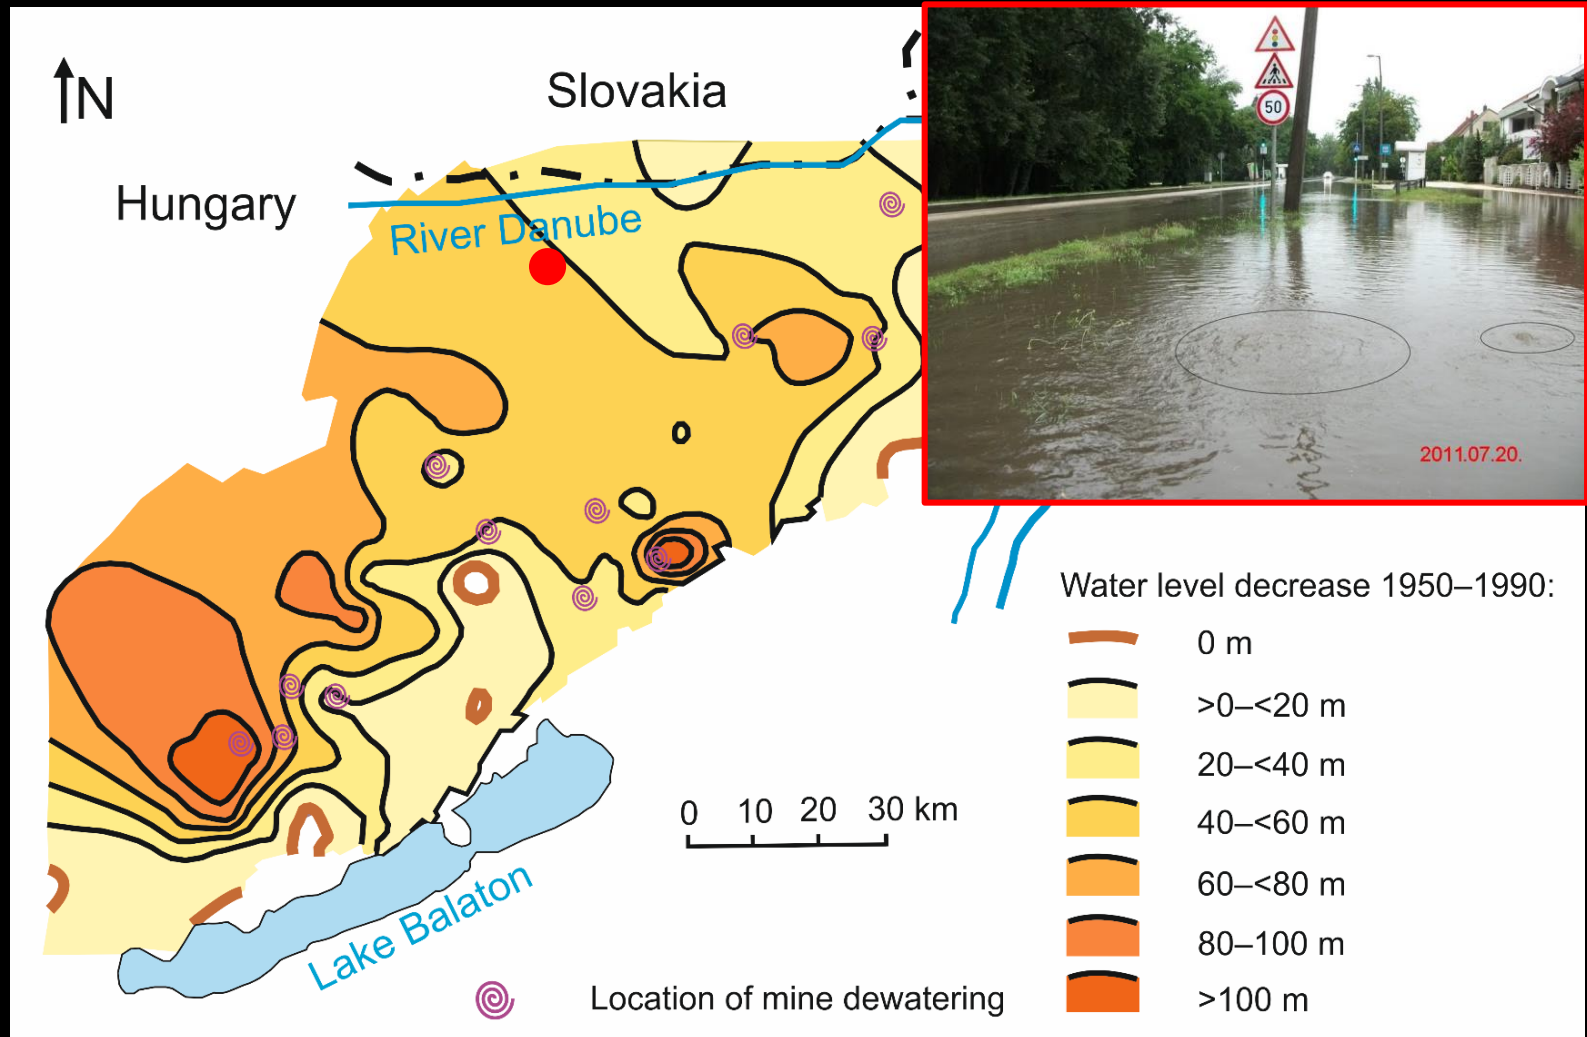 N
Slovakia
Hungary
River Danube
50
2011.07.20.
Water level decrease 1950–1990:
0 m
>0–<20 m
20–<40 m
40–<60 m
60–<80 m
80–100 m
>100 m
0 10 20 30 km
Lake Balaton
Location of mine dewatering